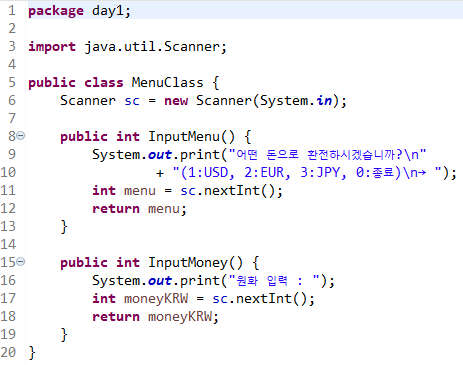 1 package day1;
2
3 import java.util.Scanner;
4
5 public class MenuClass {
6     Scanner sc = new Scanner(System.in);
7
8     public int InputMenu() {
9         System.out.print("어떤 돈으로 환전하시겠습니까?\n"
10                 + "(1:USD, 2:EUR, 3:JPY, 0:종료)\n→ ");
11         int menu = sc.nextInt();
12         return menu;
13     }
14
15     public int InputMoney() {
16         System.out.print("원화 입력 : ");
17         int moneyKRW = sc.nextInt();
18         return moneyKRW;
19     }
20 }